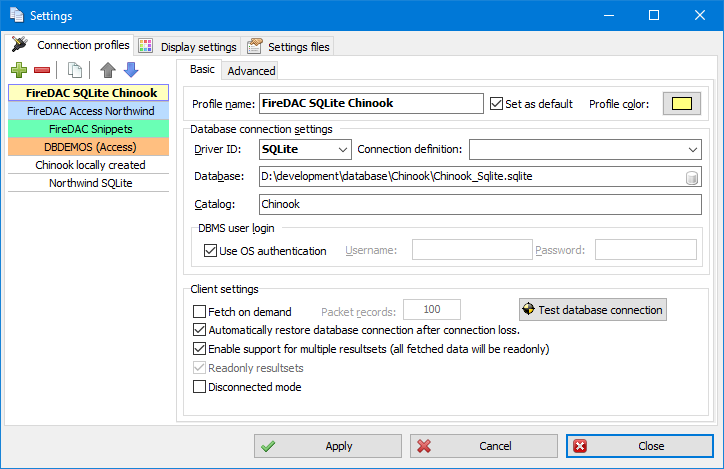 Settings
Connection profiles Display settings Settings files
Basic Advanced
FireDAC SQLite Chinook
FireDAC Access Northwind
FireDAC Snippets
DBDEMOS (Access)
Chinook locally created
Northwind SQLite
Profile name: FireDAC SQLite Chinook Set as default Profile color:
Database connection settings
Driver ID: SQLite Connection definition:
Database: D:\development\database\Chinook\Chinook_Sqlite.sqlite
Catalog: Chinook
DBMS user login
Use OS authentication Username: Password:
Client settings
Fetch on demand Packet records: 100 Test database connection
Automatically restore database connection after connection loss.
Enable support for multiple resultsets (all fetched data will be readonly)
Readonly resultsets
Disconnected mode
Apply Cancel Close